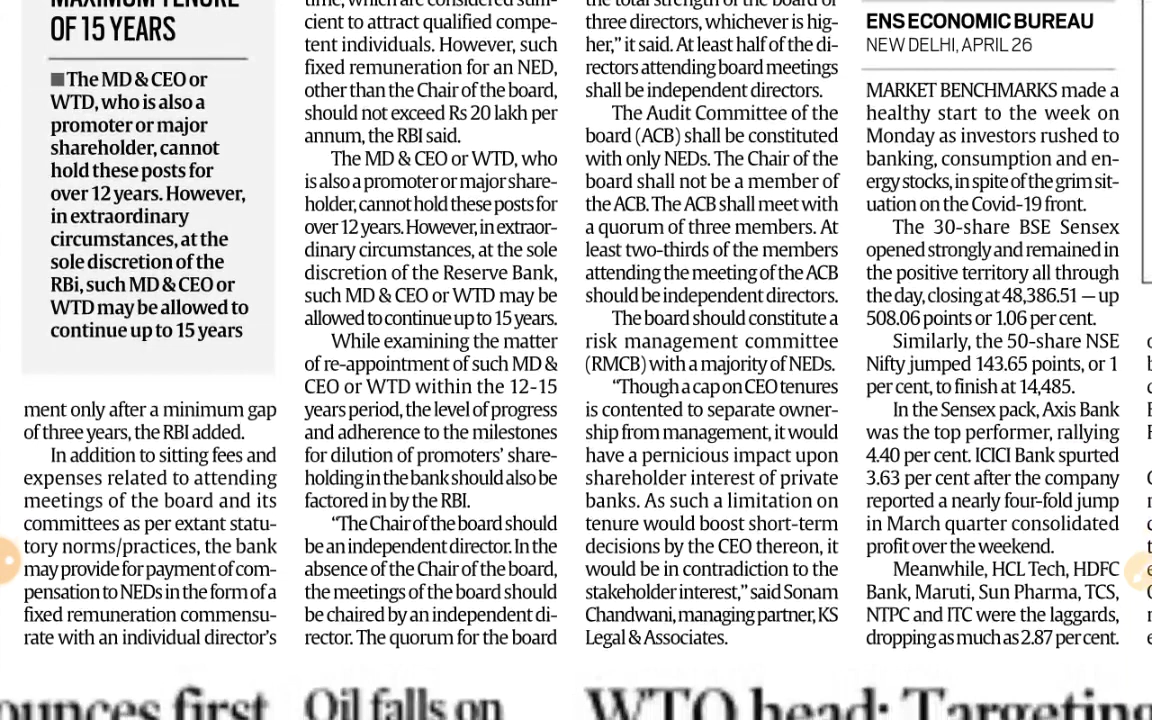 MAXIMUM TENURE
OF 15 YEARS
■The MD & CEO or
WTD, who is also a
promoter or major
shareholder, cannot
hold these posts for
over 12 years. However,
in extraordinary
circumstances, at the
sole discretion of the
RBi, such MD & CEO or
WTD may be allowed to
continue up to 15 years
ment only after a minimum gap
of three years, the RBI added.
In addition to sitting fees and
expenses related to attending
meetings of the board and its
committees as per extant statu-
tory norms/practices, the bank
may provide for payment of com-
pensation to NEDs in the form of a
fixed remuneration commensu-
rate with an individual director's
time, which are considered suffi-
cient to attract qualified compe-
tent individuals. However, such
fixed remuneration for an NED,
other than the Chair of the board,
should not exceed Rs 20 lakh per
annum, the RBI said.
The MD & CEO or WTD, who
is also a promoter or major share-
holder, cannot hold these posts for
over 12 years. However, in extraor-
dinary circumstances, at the sole
discretion of the Reserve Bank,
such MD & CEO or WTD may be
allowed to continue up to 15 years.
While examining the matter
of re-appointment of such MD &
CEO or WTD within the 12-15
years period, the level of progress
and adherence to the milestones
for dilution of promoters' share-
holding in the bank should also be
factored in by the RBI.
"The Chair of the board should
be an independent director. In the
absence of the Chair of the board,
the meetings of the board should
be chaired by an independent di-
rector. The quorum for the board
the total strength of the board or
three directors, whichever is hig-
her," it said. At least half of the di-
rectors attending board meetings
shall be independent directors.
The Audit Committee of the
board (ACB) shall be constituted
with only NEDs. The Chair of the
board shall not be a member of
the ACB. The ACB shall meet with
a quorum of three members. At
least two-thirds of the members
attending the meeting of the ACB
should be independent directors.
The board should constitute a
risk management committee
(RMCB) with a majority of NEDs.
"Though a cap on CEO tenures
is contented to separate owner-
ship from management, it would
have a pernicious impact upon
shareholder interest of private
banks. As such a limitation on
tenure would boost short-term
decisions by the CEO thereon, it
would be in contradiction to the
stakeholder interest," said Sonam
Chandwani, managing partner, KS
Legal & Associates.
ENS ECONOMIC BUREAU
NEW DELHI, APRIL 26
MARKET BENCHMARKS made a
healthy start to the week on
Monday as investors rushed to
banking, consumption and en-
ergy stocks, in spite of the grim sit-
uation on the Covid-19 front.
The 30-share BSE Sensex
opened strongly and remained in
the positive territory all through
the day, closing at 48,386.51 — up
508.06 points or 1.06 per cent.
Similarly, the 50-share NSE
Nifty jumped 143.65 points, or 1
per cent, to finish at 14,485.
In the Sensex pack, Axis Bank
was the top performer, rallying
4.40 per cent. ICICI Bank spurted
3.63 per cent after the company
reported a nearly four-fold jump
in March quarter consolidated
profit over the weekend.
Meanwhile, HCL Tech, HDFC
Bank, Maruti, Sun Pharma, TCS,
NTPC and ITC were the laggards,
dropping as much as 2.87 per cent.
ounces first
Oil falls on
WTO head: Targeting